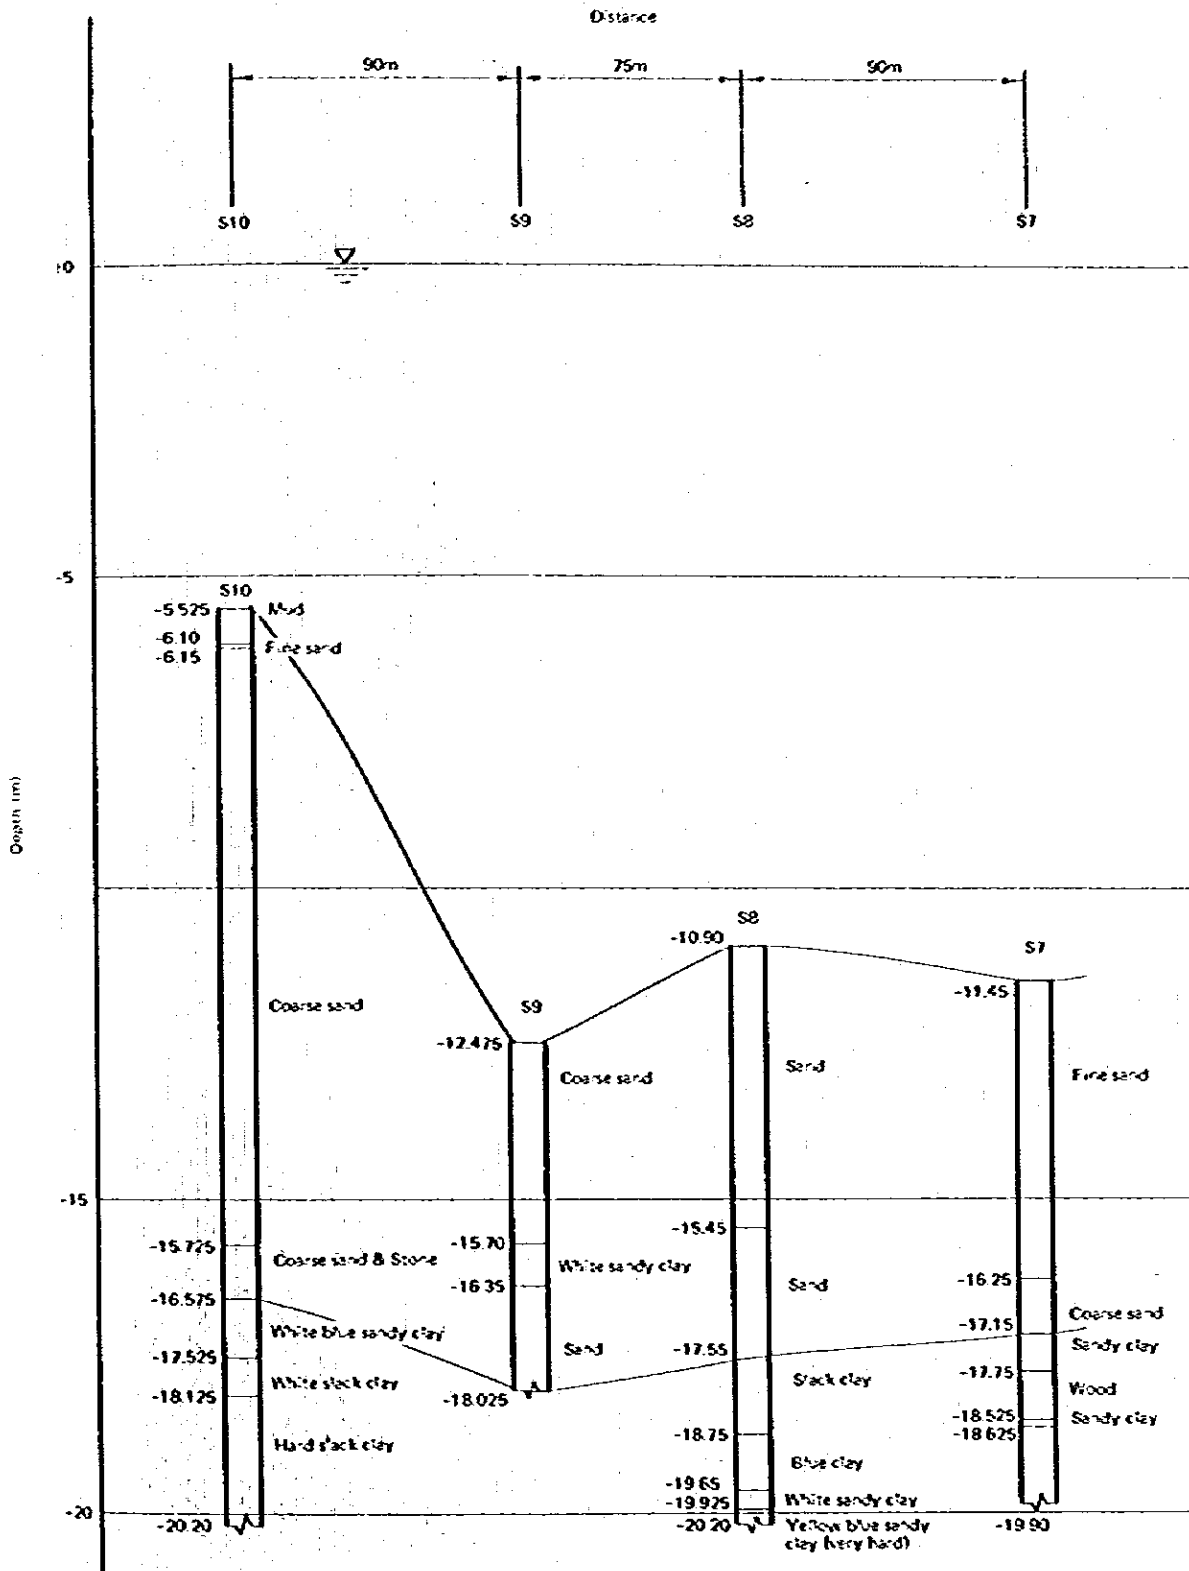 Distance
90m
75m
90m
S10
S9
S8
S7
±0
-5
Depth (m)
S10
-5.525
Mud
-6.10
Fine sand
-6.15
S8
-10.90
S7
-11.45
Coarse sand
S9
-12.475
Coarse sand
Sand
Fine sand
-15
-15.45
-15.725
Coarse sand & Stone
-15.70
White sandy clay
-16.35
Sand
-16.25
Coarse sand
-16.575
White blue sandy clay
-17.15
Sandy clay
-17.525
White slack clay
Sand
-17.55
Slack clay
-17.75
Wood
-18.125
-18.025
Hard slack clay
-18.525
Sandy clay
-18.625
-18.75
Blue clay
-19.65
White sandy clay
-19.925
-20
-20.20
-20.20
Yellow blue sandy
clay (very hard)
-19.90